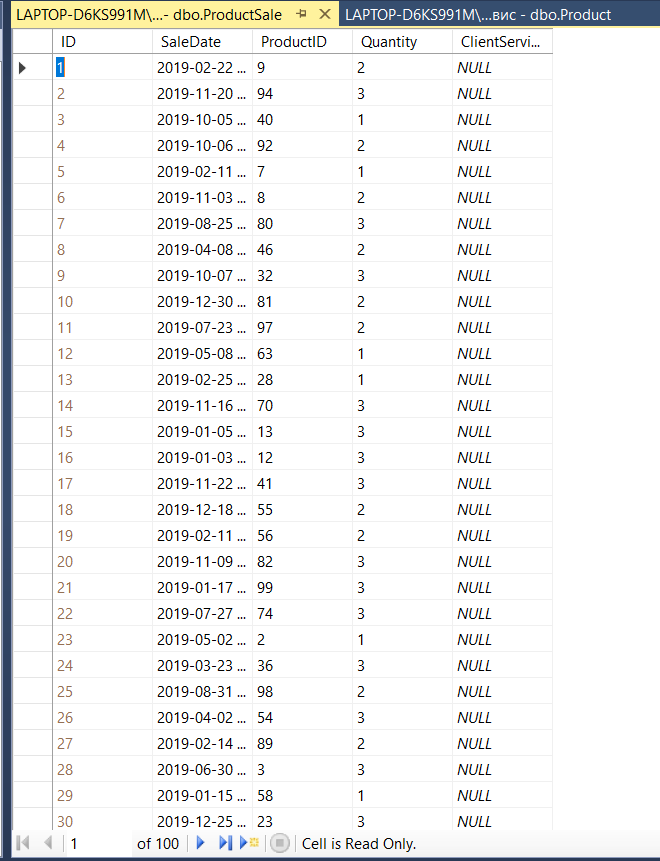 LAPTOP-D6KS991M\...- dbo.ProductSale LAPTOP-D6KS991M\...вис - dbo.Product
ID SaleDate ProductID Quantity ClientServi...
1 2019-02-22 ... 9 2 NULL
2 2019-11-20 ... 94 3 NULL
3 2019-10-05 ... 40 1 NULL
4 2019-10-06 ... 92 2 NULL
5 2019-02-11 ... 7 1 NULL
6 2019-11-03 ... 8 2 NULL
7 2019-08-25 ... 80 3 NULL
8 2019-04-08 ... 46 2 NULL
9 2019-10-07 ... 32 3 NULL
10 2019-12-30 ... 81 2 NULL
11 2019-07-23 ... 97 2 NULL
12 2019-05-08 ... 63 1 NULL
13 2019-02-25 ... 28 1 NULL
14 2019-11-16 ... 70 3 NULL
15 2019-01-05 ... 13 3 NULL
16 2019-01-03 ... 12 3 NULL
17 2019-11-22 ... 41 3 NULL
18 2019-12-18 ... 55 2 NULL
19 2019-02-11 ... 56 2 NULL
20 2019-11-09 ... 82 3 NULL
21 2019-01-17 ... 99 3 NULL
22 2019-07-27 ... 74 3 NULL
23 2019-05-02 ... 2 1 NULL
24 2019-03-23 ... 36 3 NULL
25 2019-08-31 ... 98 2 NULL
26 2019-04-02 ... 54 3 NULL
27 2019-02-14 ... 89 2 NULL
28 2019-06-30 ... 3 3 NULL
29 2019-01-15 ... 58 1 NULL
30 2019-12-25 ... 23 3 NULL
1 of 100 Cell is Read Only.